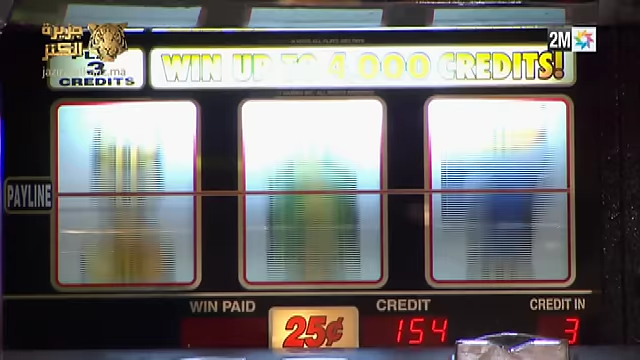 جزيرة
الكنز
2M
3
CREDITS
WIN UP TO 4,000 CREDITS!
PAYLINE
WIN PAID
CREDIT
CREDIT IN
25¢
154
3